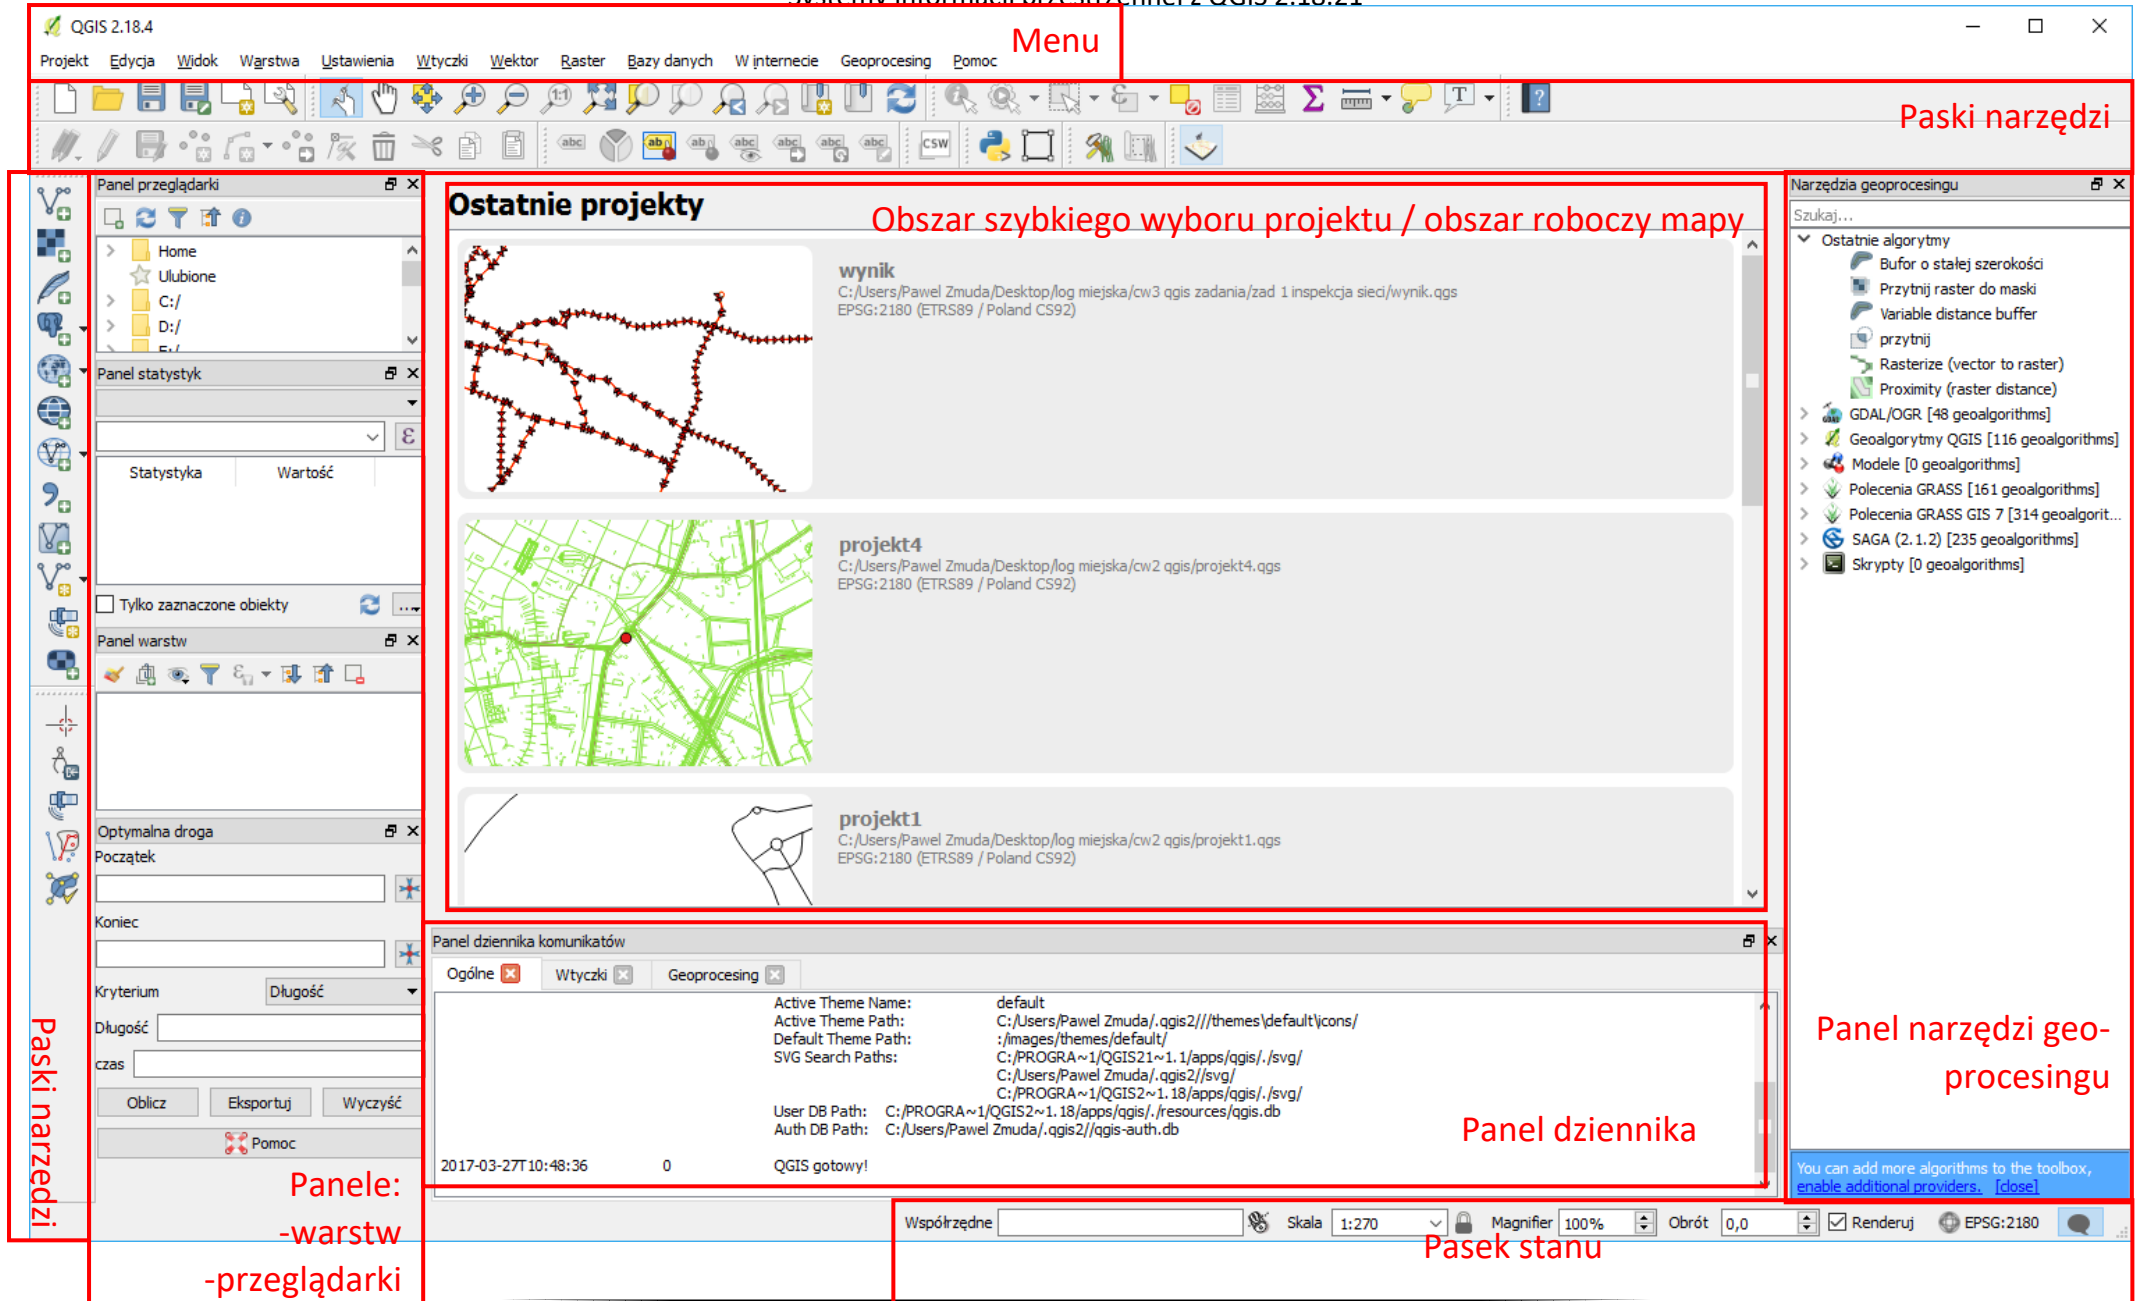 Systemy informacji przestrzennej z QGIS 2.18.21
QGIS 2.18.4
Menu
Projekt Edycja Widok Warstwa Ustawienia Wtyczki Wektor Raster Bazy danych W internecie Geoprocesing Pomoc
Paski narzędzi
Panel przeglądarki
Home
Ulubione
C:/
D:/
E:/
Panel statystyk
Statystyka Wartość
Tylko zaznaczone obiekty
Panel warstw
Optymalna droga
Początek
Koniec
Kryterium Długość
Długość
czas
Oblicz Eksportuj Wyczyść
Pomoc
Paski narzędzi
Panele:
-warstw
-przeglądarki
Ostatnie projekty
Obszar szybkiego wyboru projektu / obszar roboczy mapy
wynik
C:/Users/Pawel Zmuda/Desktop/log miejska/cw3 qgis zadania/zad 1 inspekcja sieci/wynik.qgs
EPSG:2180 (ETRS89 / Poland CS92)
projekt4
C:/Users/Pawel Zmuda/Desktop/log miejska/cw2 qgis/projekt4.qgs
EPSG:2180 (ETRS89 / Poland CS92)
projekt1
C:/Users/Pawel Zmuda/Desktop/log miejska/cw2 qgis/projekt1.qgs
EPSG:2180 (ETRS89 / Poland CS92)
Panel dziennika komunikatów
Ogólne Wtyczki Geoprocesing
Active Theme Name: default
Active Theme Path: C:/Users/Pawel Zmuda/.qgis2///themes\default\icons/
Default Theme Path: :/images/themes/default/
SVG Search Paths: C:/PROGRA~1/QGIS21~1.1/apps/qgis/./svg/
C:/Users/Pawel Zmuda/.qgis2//svg/
C:/PROGRA~1/QGIS2~1.18/apps/qgis/./svg/
User DB Path: C:/PROGRA~1/QGIS2~1.18/apps/qgis/./resources/qgis.db
Auth DB Path: C:/Users/Pawel Zmuda/.qgis2//qgis-auth.db
2017-03-27T10:48:36 0 QGIS gotowy!
Panel dziennika
Narzędzia geoprocesingu
Szukaj...
Ostatnie algorytmy
Bufor o stałej szerokości
Przytnij raster do maski
Variable distance buffer
przytnij
Rasterize (vector to raster)
Proximity (raster distance)
GDAL/OGR [48 geoalgorithms]
Geoalgorytmy QGIS [116 geoalgorithms]
Modele [0 geoalgorithms]
Polecenia GRASS [161 geoalgorithms]
Polecenia GRASS GIS 7 [314 geoalgorit...
SAGA (2.1.2) [235 geoalgorithms]
Skrypty [0 geoalgorithms]
Panel narzędzi geo-
procesingu
You can add more algorithms to the toolbox,
enable additional providers. [close]
Współrzędne Skala 1:270 Magnifier 100% Obrót 0,0 Renderuj EPSG:2180
Pasek stanu